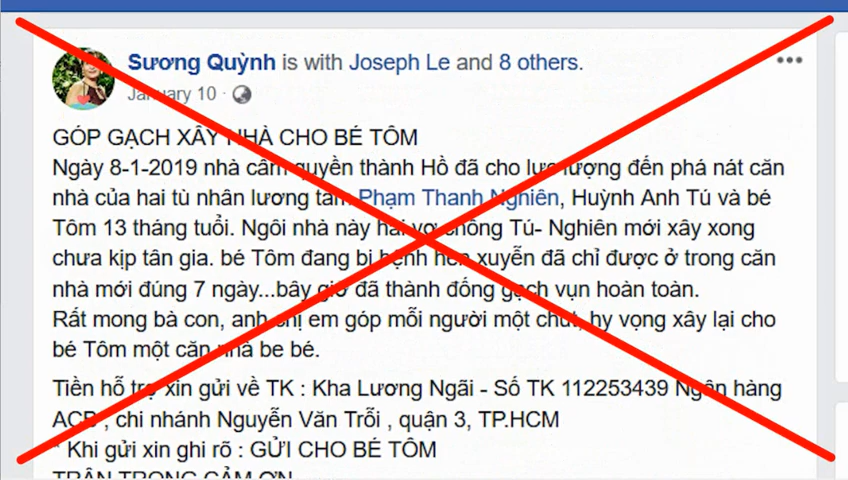 Sương Quỳnh is with Joseph Le and 8 others.
January 10
GÓP GẠCH XÂY NHÀ CHO BÉ TÔM
Ngày 8-1-2019 nhà cầm quyền thành Hồ đã cho lực lượng đến phá nát căn
nhà của hai tù nhân lương tâm Phạm Thanh Nghiên, Huỳnh Anh Tú và bé
Tôm 13 tháng tuổi. Ngôi nhà này hai vợ chồng Tú- Nghiên mới xây xong
chưa kịp tân gia. bé Tôm đang bị bệnh hen xuyễn đã chỉ được ở trong căn
nhà mới đúng 7 ngày...bây giờ đã thành đống gạch vụn hoàn toàn.
Rất mong bà con, anh chị em góp mỗi người một chút, hy vọng xây lại cho
bé Tôm một căn nhà be bé.
Tiền hỗ trợ xin gửi về TK : Kha Lương Ngãi - Số TK 112253439 Ngân hàng
ACB , chi nhánh Nguyễn Văn Trỗi , quận 3, TP.HCM
* Khi gửi xin ghi rõ : GỬI CHO BÉ TÔM
TRÂN TRỌNG CẢM ƠN